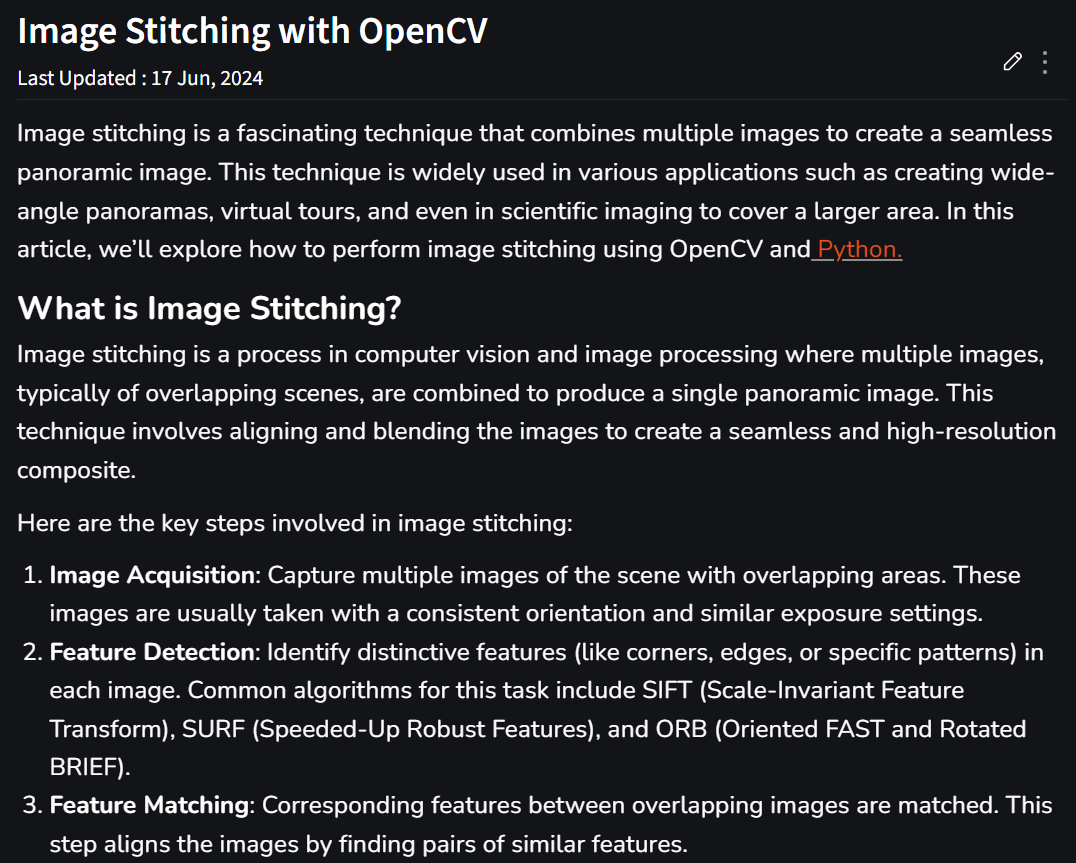 Image Stitching with OpenCV
Last Updated : 17 Jun, 2024
Image stitching is a fascinating technique that combines multiple images to create a seamless
panoramic image. This technique is widely used in various applications such as creating wide-
angle panoramas, virtual tours, and even in scientific imaging to cover a larger area. In this
article, we’ll explore how to perform image stitching using OpenCV and Python.
What is Image Stitching?
Image stitching is a process in computer vision and image processing where multiple images,
typically of overlapping scenes, are combined to produce a single panoramic image. This
technique involves aligning and blending the images to create a seamless and high-resolution
composite.
Here are the key steps involved in image stitching:
1. Image Acquisition: Capture multiple images of the scene with overlapping areas. These
images are usually taken with a consistent orientation and similar exposure settings.
2. Feature Detection: Identify distinctive features (like corners, edges, or specific patterns) in
each image. Common algorithms for this task include SIFT (Scale-Invariant Feature
Transform), SURF (Speeded-Up Robust Features), and ORB (Oriented FAST and Rotated
BRIEF).
3. Feature Matching: Corresponding features between overlapping images are matched. This
step aligns the images by finding pairs of similar features.